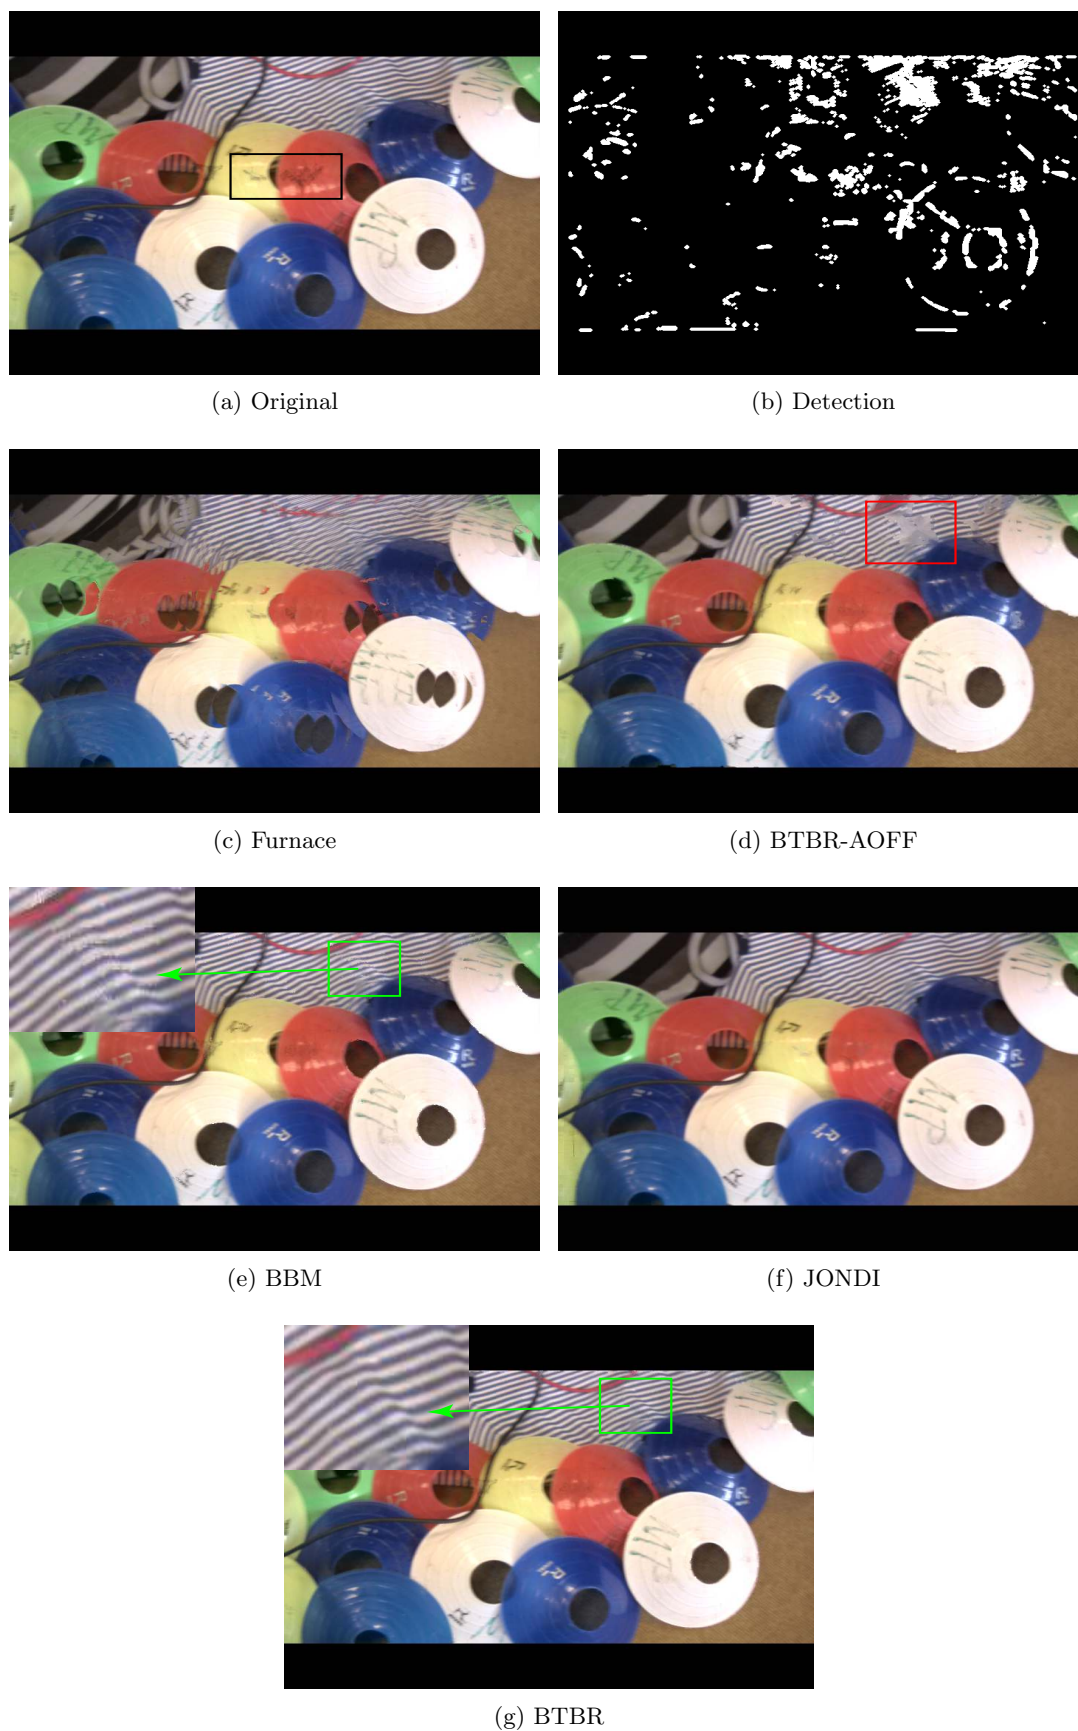 (a) Original
(b) Detection
(c) Furnace
(d) BTBR-AOFF
(e) BBM
(f) JONDI
(g) BTBR